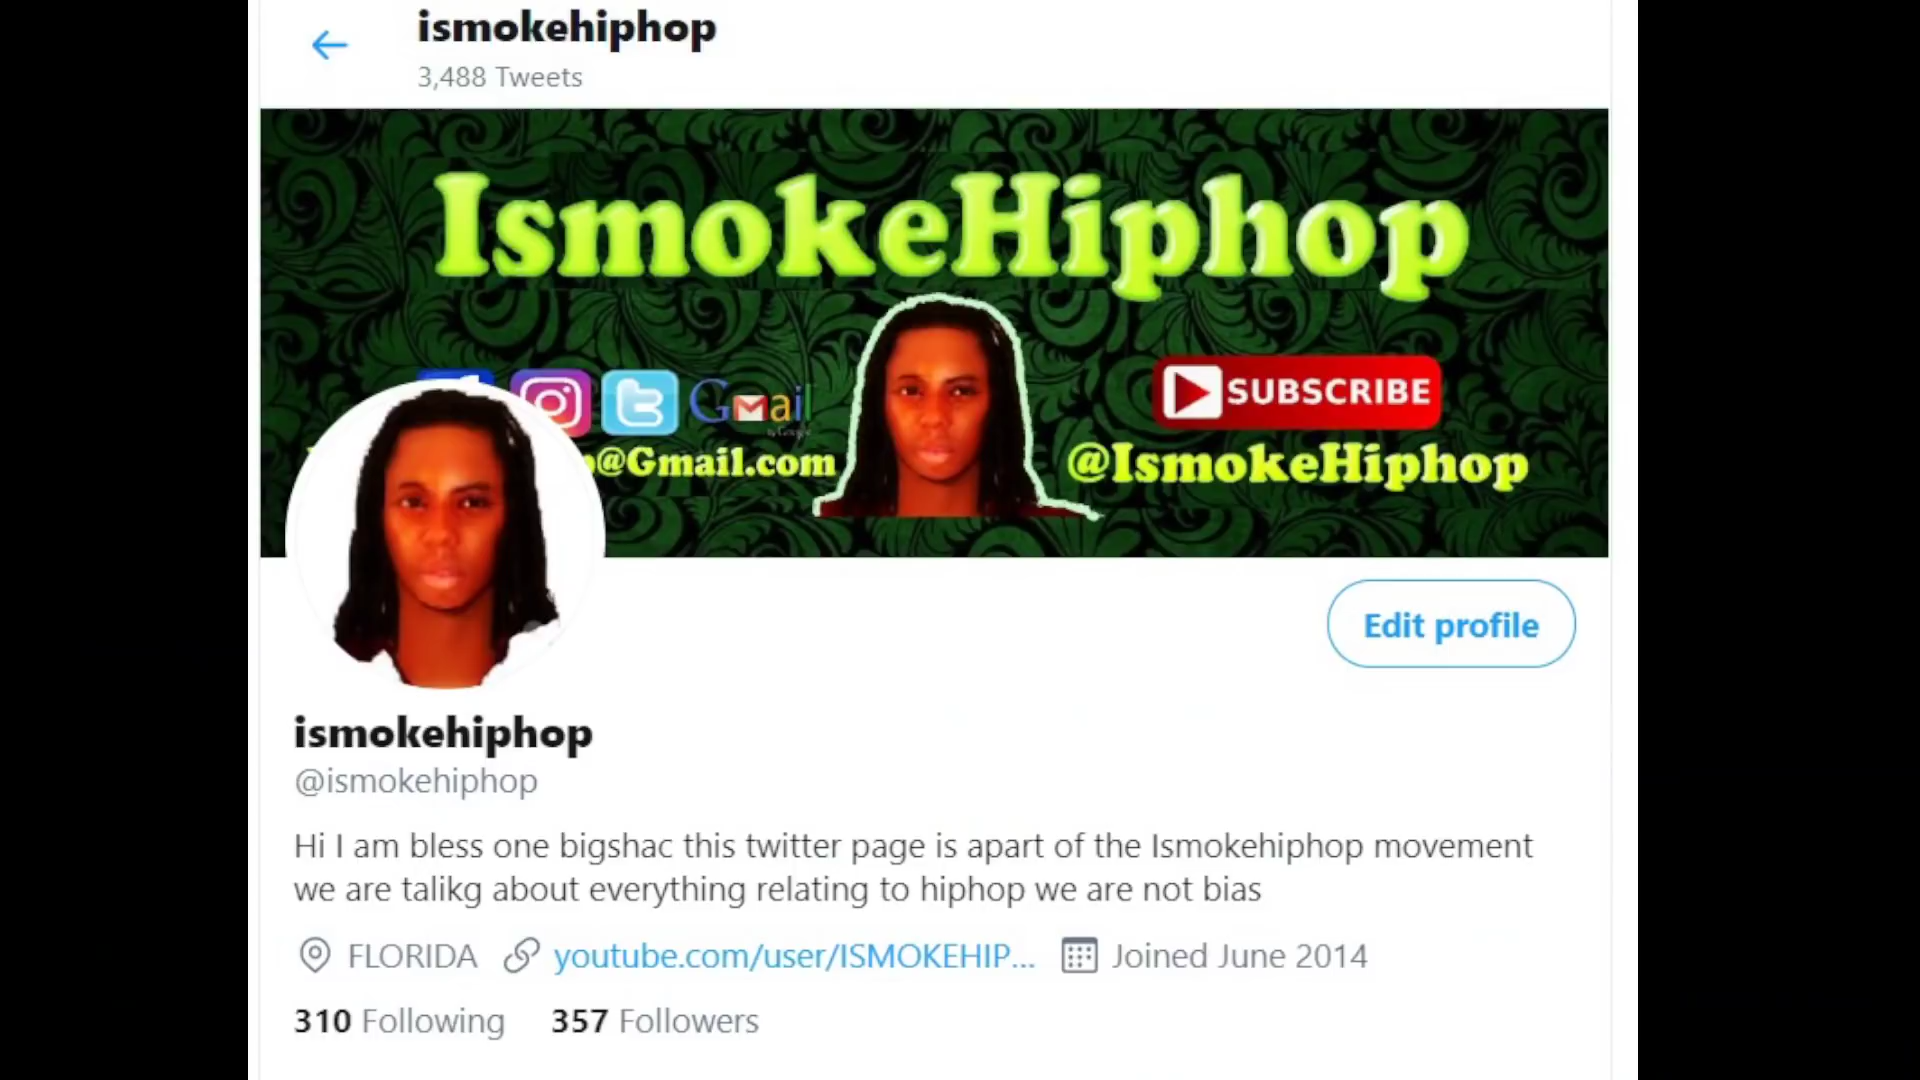 ismokehiphop
3,488 Tweets
IsmokeHiphop
Gmail
by Google
SUBSCRIBE
@Gmail.com
@IsmokeHiphop
Edit profile
ismokehiphop
@ismokehiphop
Hi I am bless one bigshac this twitter page is apart of the Ismokehiphop movement
we are talikg about everything relating to hiphop we are not bias
FLORIDA youtube.com/user/ISMOKEHIP... Joined June 2014
310 Following 357 Followers